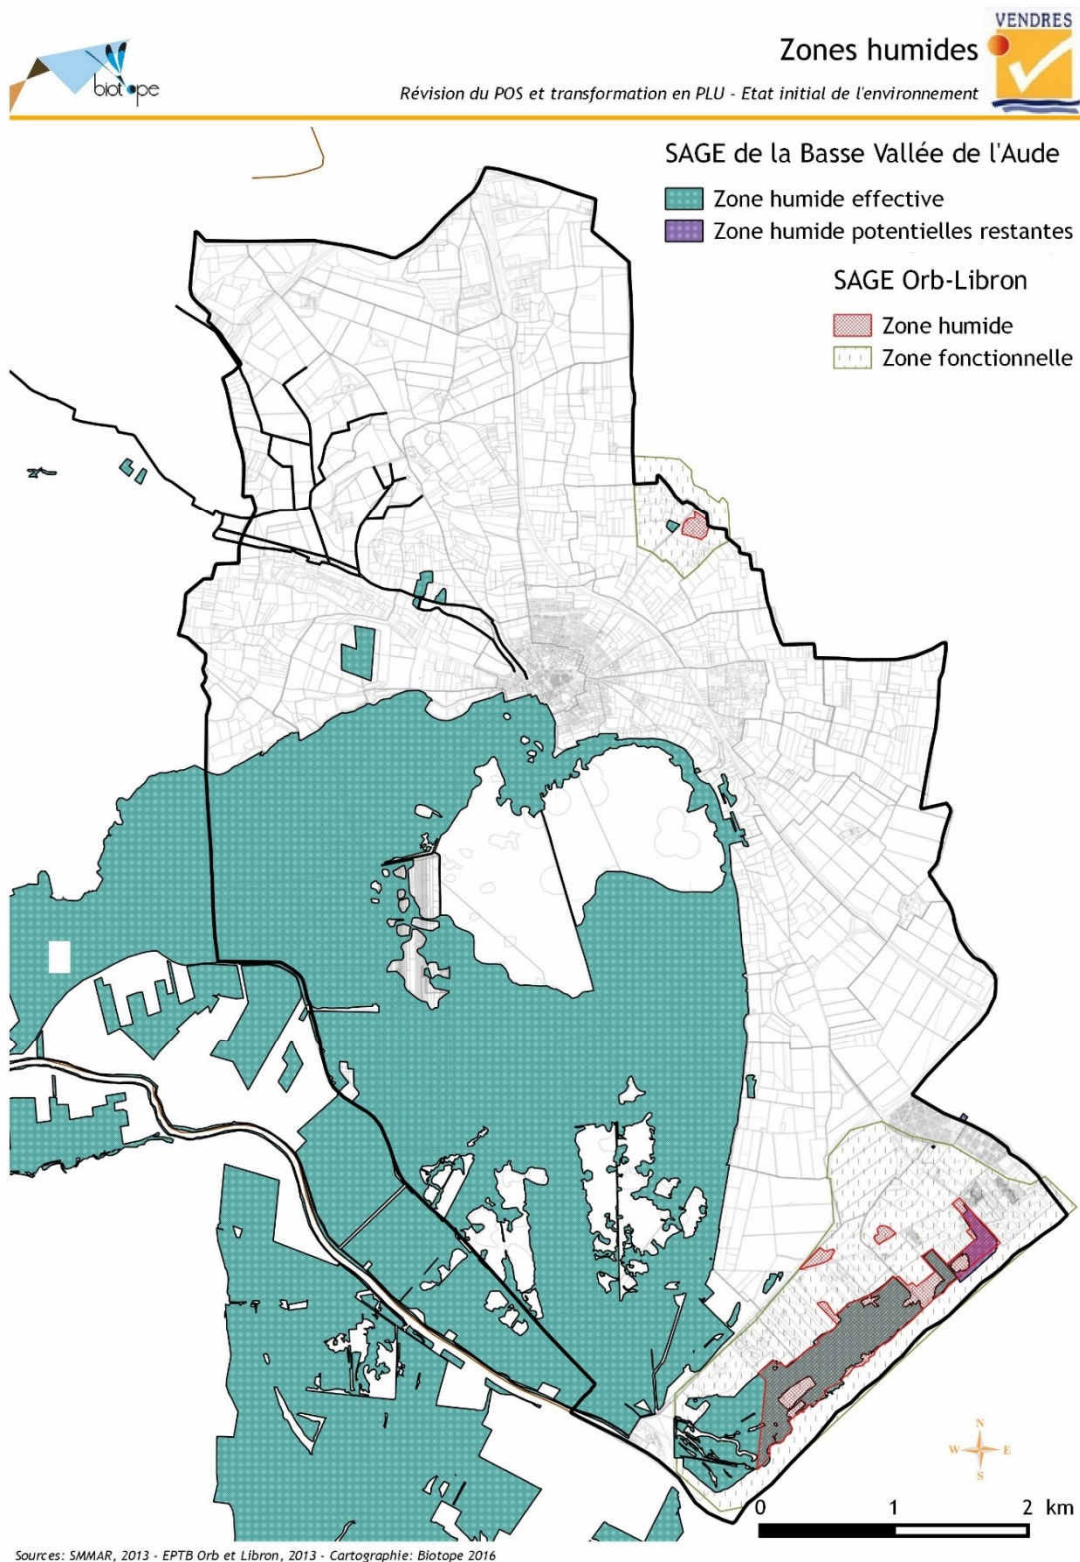 biotope
VENDRES
Zones humides
Révision du POS et transformation en PLU - Etat initial de l'environnement
SAGE de la Basse Vallée de l'Aude
Zone humide effective
Zone humide potentielles restantes
SAGE Orb-Libron
Zone humide
Zone fonctionnelle
N
W E
S
0 1 2 km
Sources: SMMAR, 2013 - EPTB Orb et Libron, 2013 - Cartographie: Biotope 2016